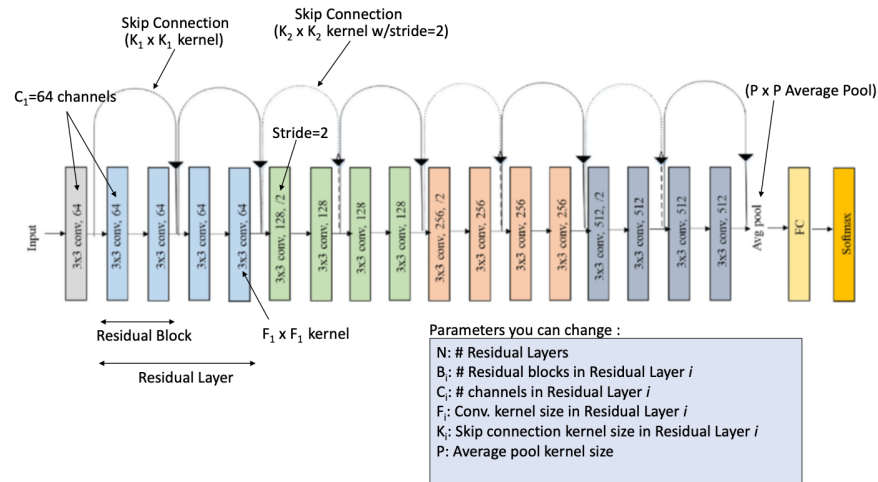 Skip Connection
(K₁ x K₁ kernel)
Skip Connection
(K₂ x K₂ kernel w/stride=2)
C₁=64 channels
(P x P Average Pool)
Stride=2
Input
3x3 conv, 64
3x3 conv, 64
3x3 conv, 64
3x3 conv, 64
3x3 conv, 64
3x3 conv, 128, /2
3x3 conv, 128
3x3 conv, 128
3x3 conv, 128
3x3 conv, 256, /2
3x3 conv, 256
3x3 conv, 256
3x3 conv, 256
3x3 conv, 512, /2
3x3 conv, 512
3x3 conv, 512
3x3 conv, 512
Avg pool
FC
Softmax
Residual Block
F₁ x F₁ kernel
Residual Layer
Parameters you can change :
N: # Residual Layers
Bᵢ: # Residual blocks in Residual Layer i
Cᵢ: # channels in Residual Layer i
Fᵢ: Conv. kernel size in Residual Layer i
Kᵢ: Skip connection kernel size in Residual Layer i
P: Average pool kernel size